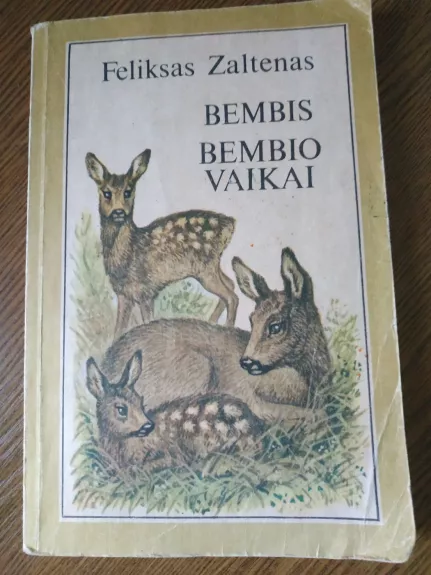 Feliksas Zaltenas
BEMBIS
BEMBIO
VAIKAI